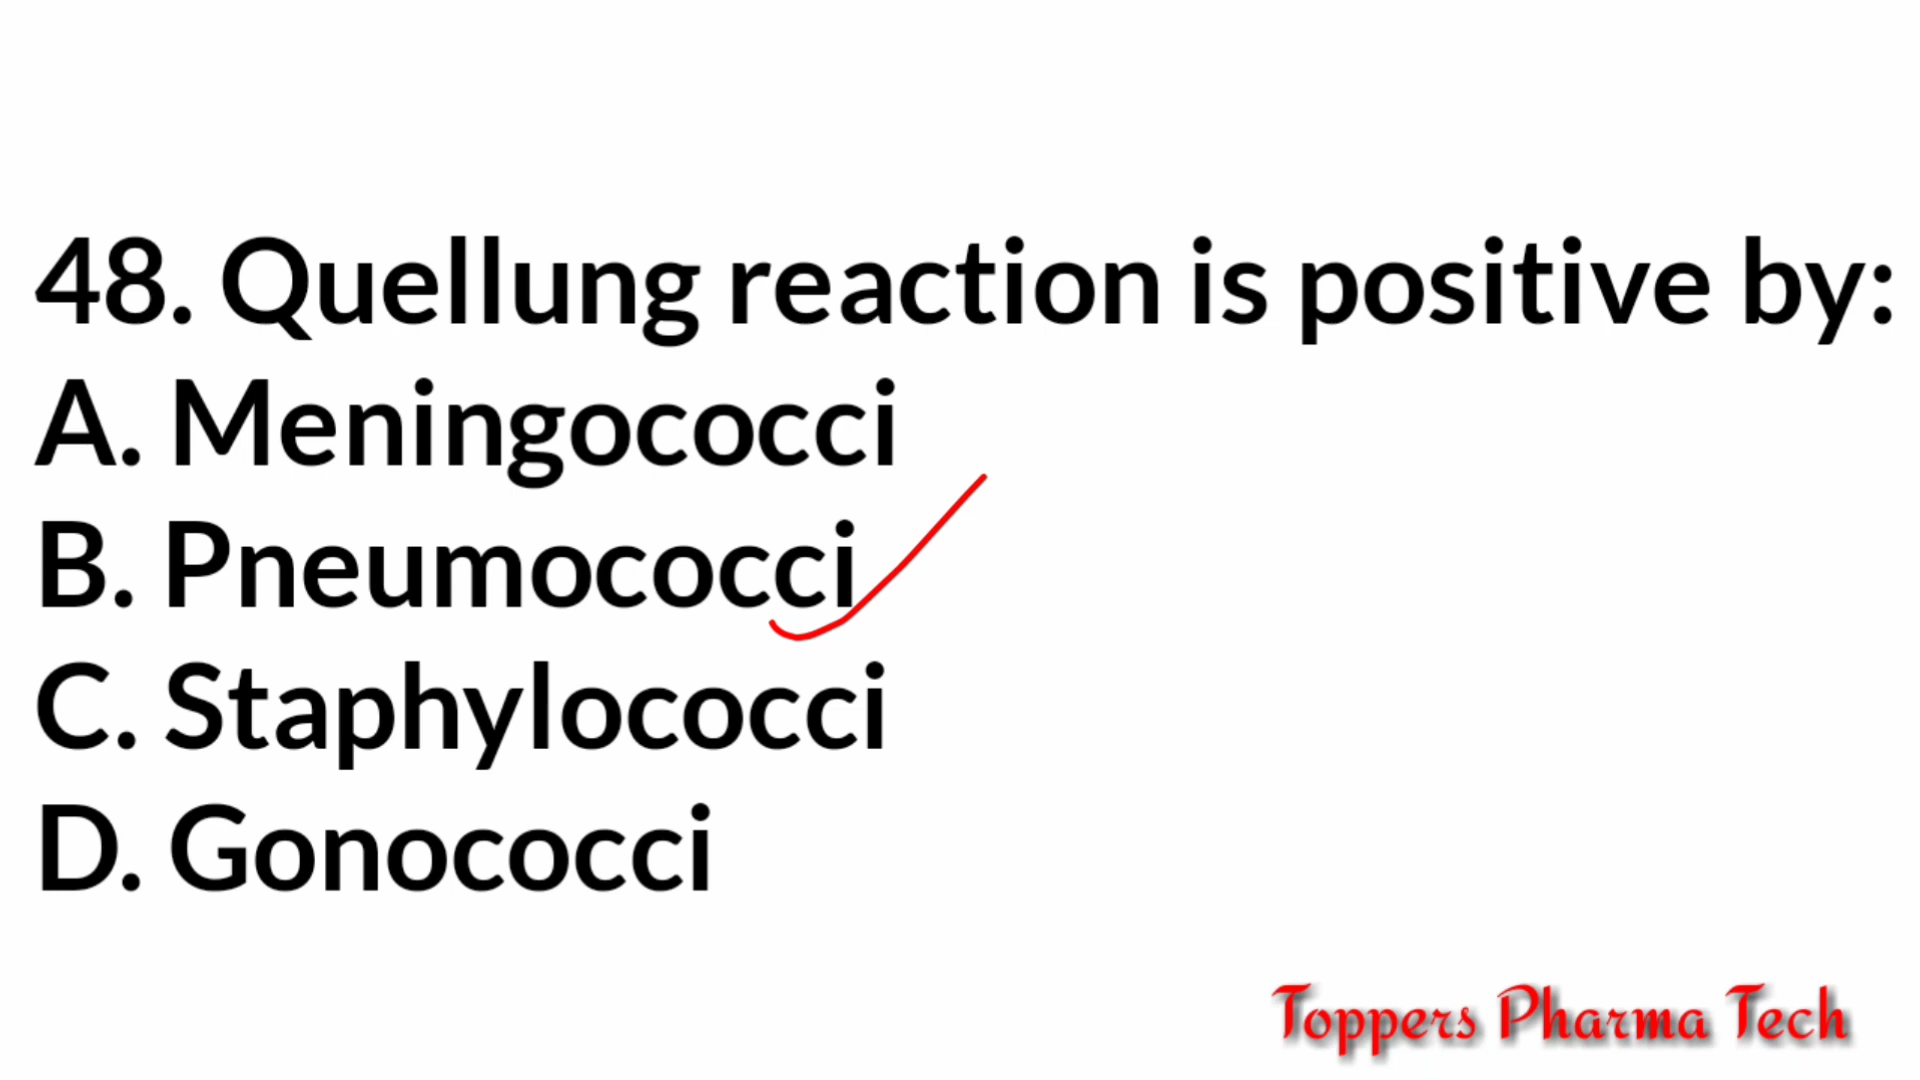 48. Quellung reaction is positive by:
A. Meningococci
B. Pneumococci
C. Staphylococci
D. Gonococci
Toppers Pharma Tech